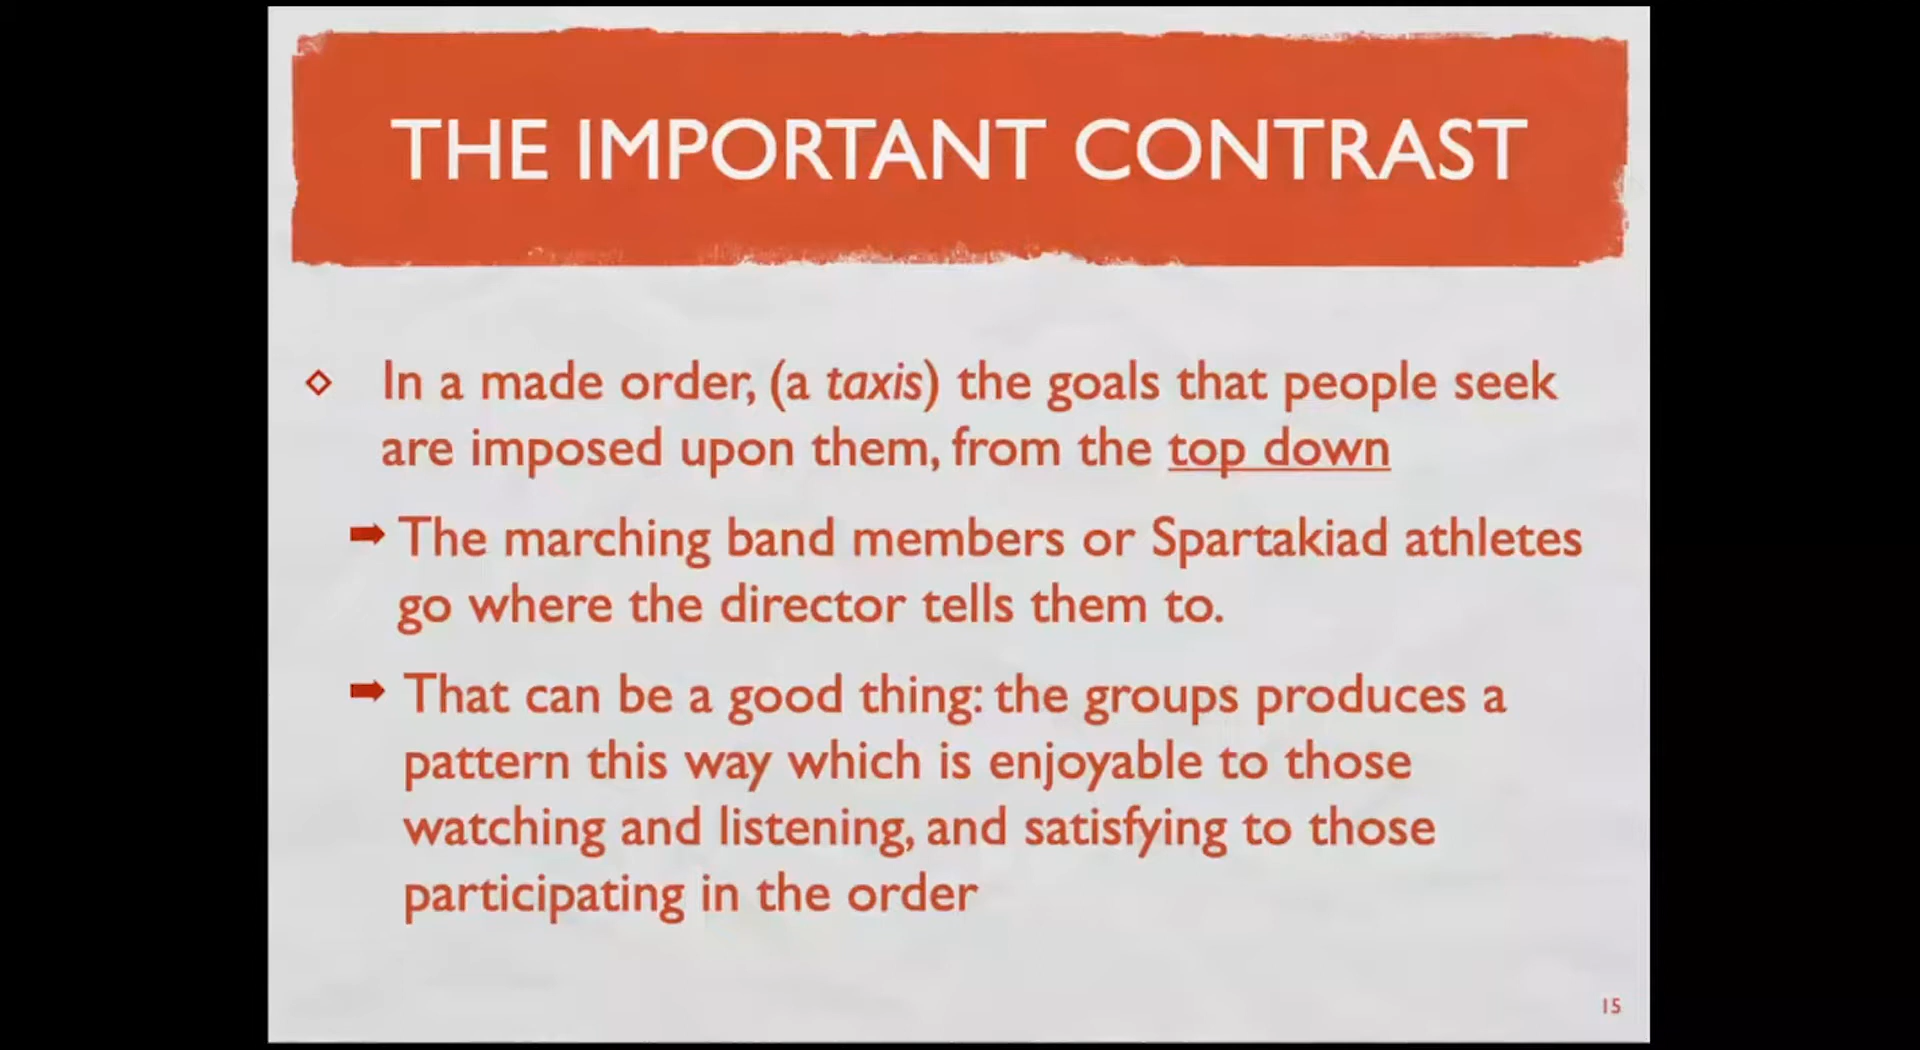 THE IMPORTANT CONTRAST
In a made order, (a taxis) the goals that people seek
are imposed upon them, from the top down
The marching band members or Spartakiad athletes
go where the director tells them to.
That can be a good thing: the groups produces a
pattern this way which is enjoyable to those
watching and listening, and satisfying to those
participating in the order
15